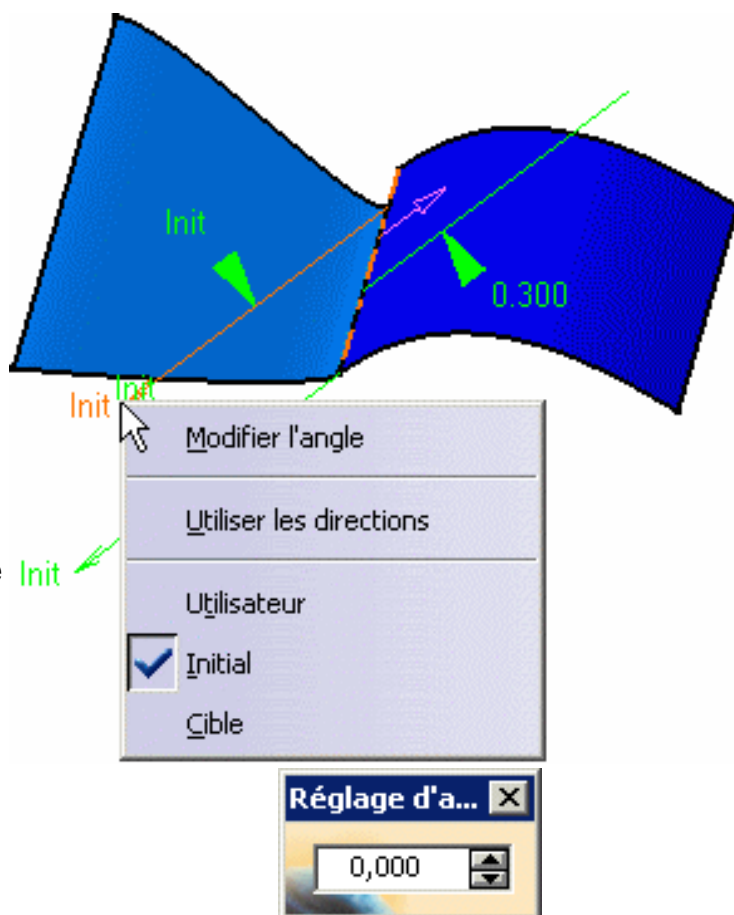 Init
0.300
Init
Init
Modifier l'angle
Utiliser les directions
Init
Utilisateur
Initial
Cible
Réglage d'a...
0,000